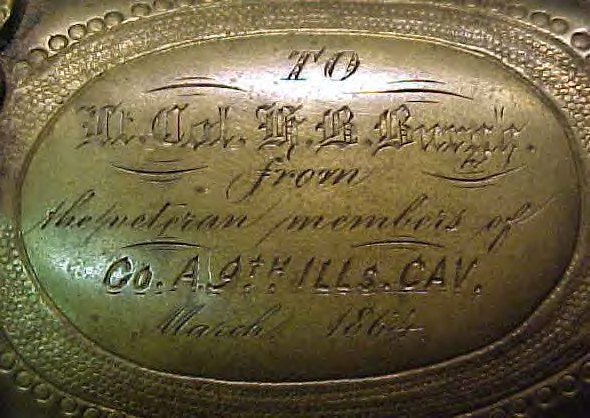 TO
Lt. Col. H. B. Burgh.
from
the veteran members of
Co. A. 9TH ILLS. CAV.
March, 1864